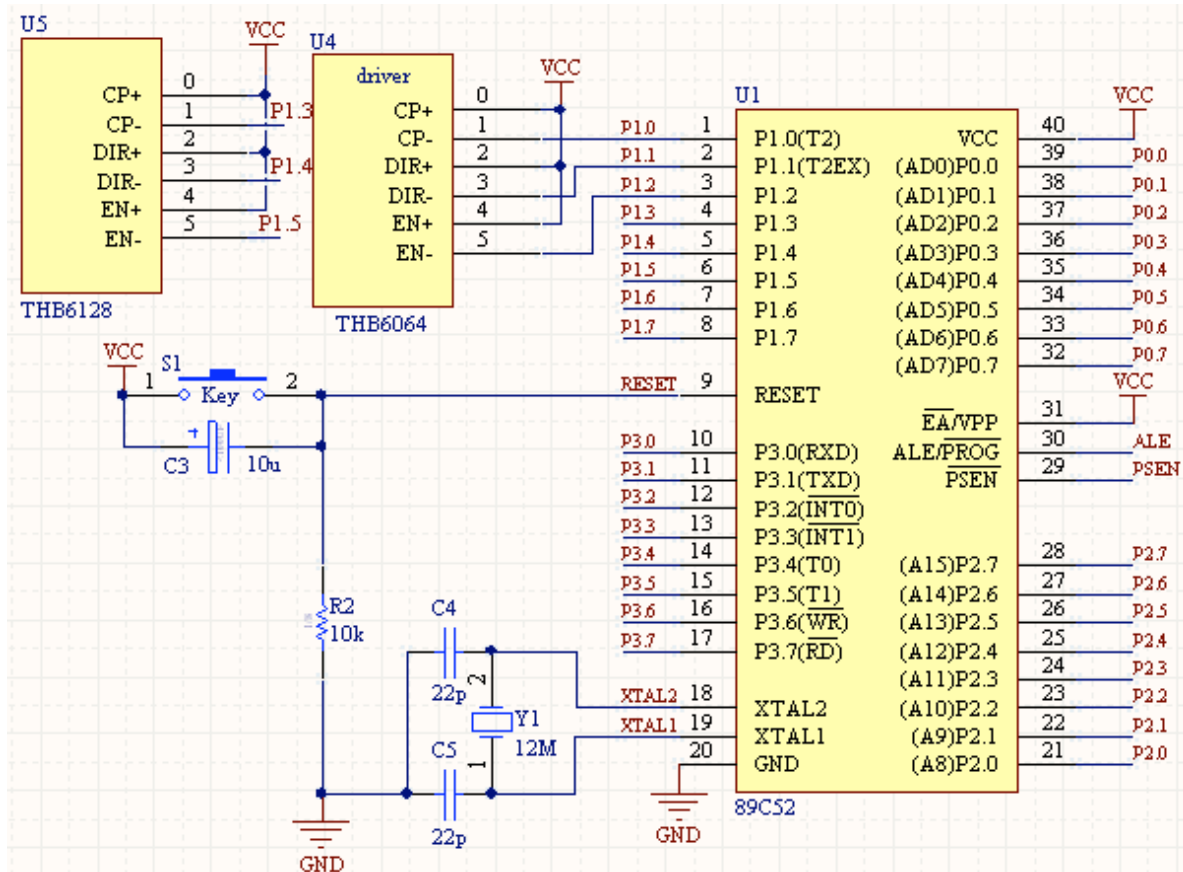 U5
VCC
CP+ 0
CP- 1 P1.3
DIR+ 2
DIR- 3 P1.4
EN+ 4
EN- 5 P1.5
THB6128
U4
driver
VCC
CP+ 0
CP- 1
DIR+ 2
DIR- 3
EN+ 4
EN- 5
THB6064
VCC
S1
1 Key 2
+
C3 10u
R2
10k
GND
C4
22p
C5
22p
2
Y1
12M
1
U1
VCC
P1.0 1 P1.0(T2) VCC 40
P1.1 2 P1.1(T2EX) (AD0)P0.0 39 P0.0
P1.2 3 P1.2 (AD1)P0.1 38 P0.1
P1.3 4 P1.3 (AD2)P0.2 37 P0.2
P1.4 5 P1.4 (AD3)P0.3 36 P0.3
P1.5 6 P1.5 (AD4)P0.4 35 P0.4
P1.6 7 P1.6 (AD5)P0.5 34 P0.5
P1.7 8 P1.7 (AD6)P0.6 33 P0.6
(AD7)P0.7 32 P0.7
VCC
RESET 9 RESET
EA/VPP 31
P3.0 10 P3.0(RXD) ALE/PROG 30 ALE
P3.1 11 P3.1(TXD) PSEN 29 PSEN
P3.2 12 P3.2(INT0)
P3.3 13 P3.3(INT1)
P3.4 14 P3.4(T0) (A15)P2.7 28 P2.7
P3.5 15 P3.5(T1) (A14)P2.6 27 P2.6
P3.6 16 P3.6(WR) (A13)P2.5 26 P2.5
P3.7 17 P3.7(RD) (A12)P2.4 25 P2.4
(A11)P2.3 24 P2.3
XTAL2 18 XTAL2 (A10)P2.2 23 P2.2
XTAL1 19 XTAL1 (A9)P2.1 22 P2.1
20 GND (A8)P2.0 21 P2.0
GND
89C52